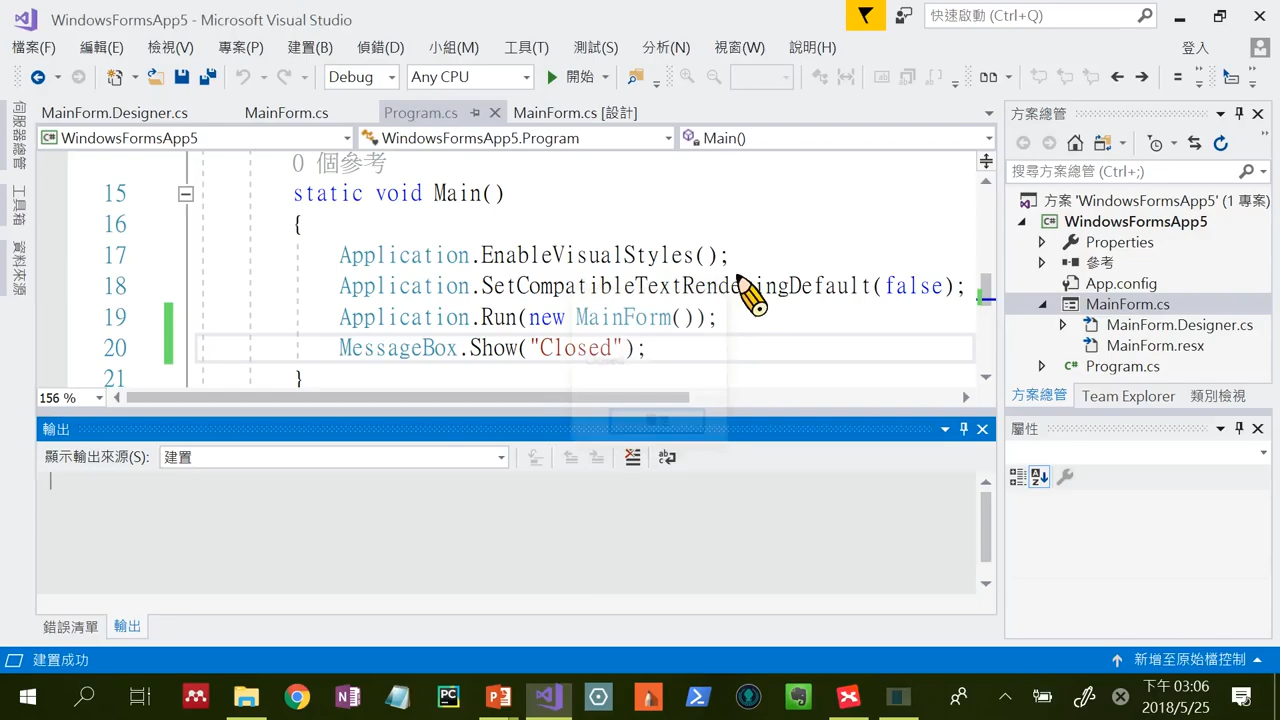 WindowsFormsApp5 - Microsoft Visual Studio
快速啟動 (Ctrl+Q)
檔案(F) 編輯(E) 檢視(V) 專案(P) 建置(B) 偵錯(D) 小組(M) 工具(T) 測試(S) 分析(N) 視窗(W) 說明(H) 登入
Debug Any CPU 開始
伺服器總管
工具箱
資料來源
MainForm.Designer.cs MainForm.cs Program.cs MainForm.cs [設計]
WindowsFormsApp5 WindowsFormsApp5.Program Main()
0 個參考
15 static void Main()
16 {
17 Application.EnableVisualStyles();
18 Application.SetCompatibleTextRenderingDefault(false);
19 Application.Run(new MainForm());
20 MessageBox.Show("Closed");
21 }
156 %
輸出
顯示輸出來源(S): 建置
錯誤清單 輸出
方案總管
搜尋方案總管 (Ctrl+;)
方案 'WindowsFormsApp5' (1 專案)
WindowsFormsApp5
Properties
參考
App.config
MainForm.cs
MainForm.Designer.cs
MainForm.resx
Program.cs
方案總管 Team Explorer 類別檢視
屬性
建置成功 新增至原始檔控制
下午 03:06
2018/5/25